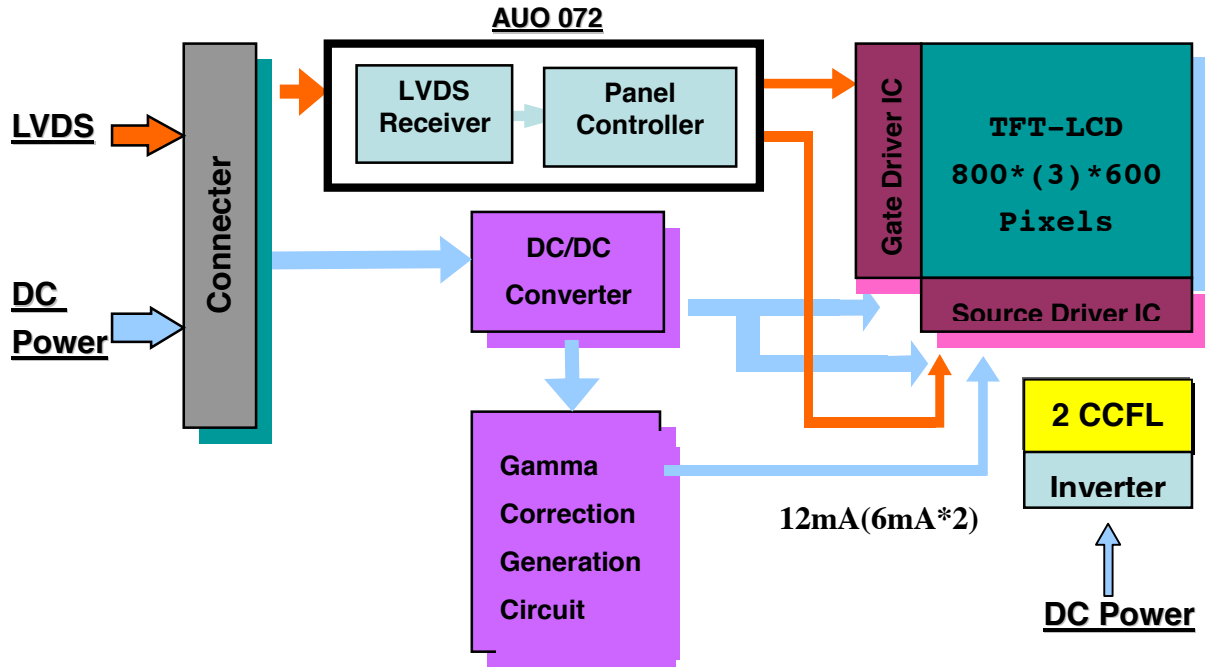 AUO 072
LVDS
Connecter
LVDS
Receiver
Panel
Controller
Gate Driver IC
TFT-LCD
800*(3)*600
Pixels
DC
Power
DC/DC
Converter
Source Driver IC
2 CCFL
Inverter
Gamma
Correction
Generation
Circuit
12mA(6mA*2)
DC Power